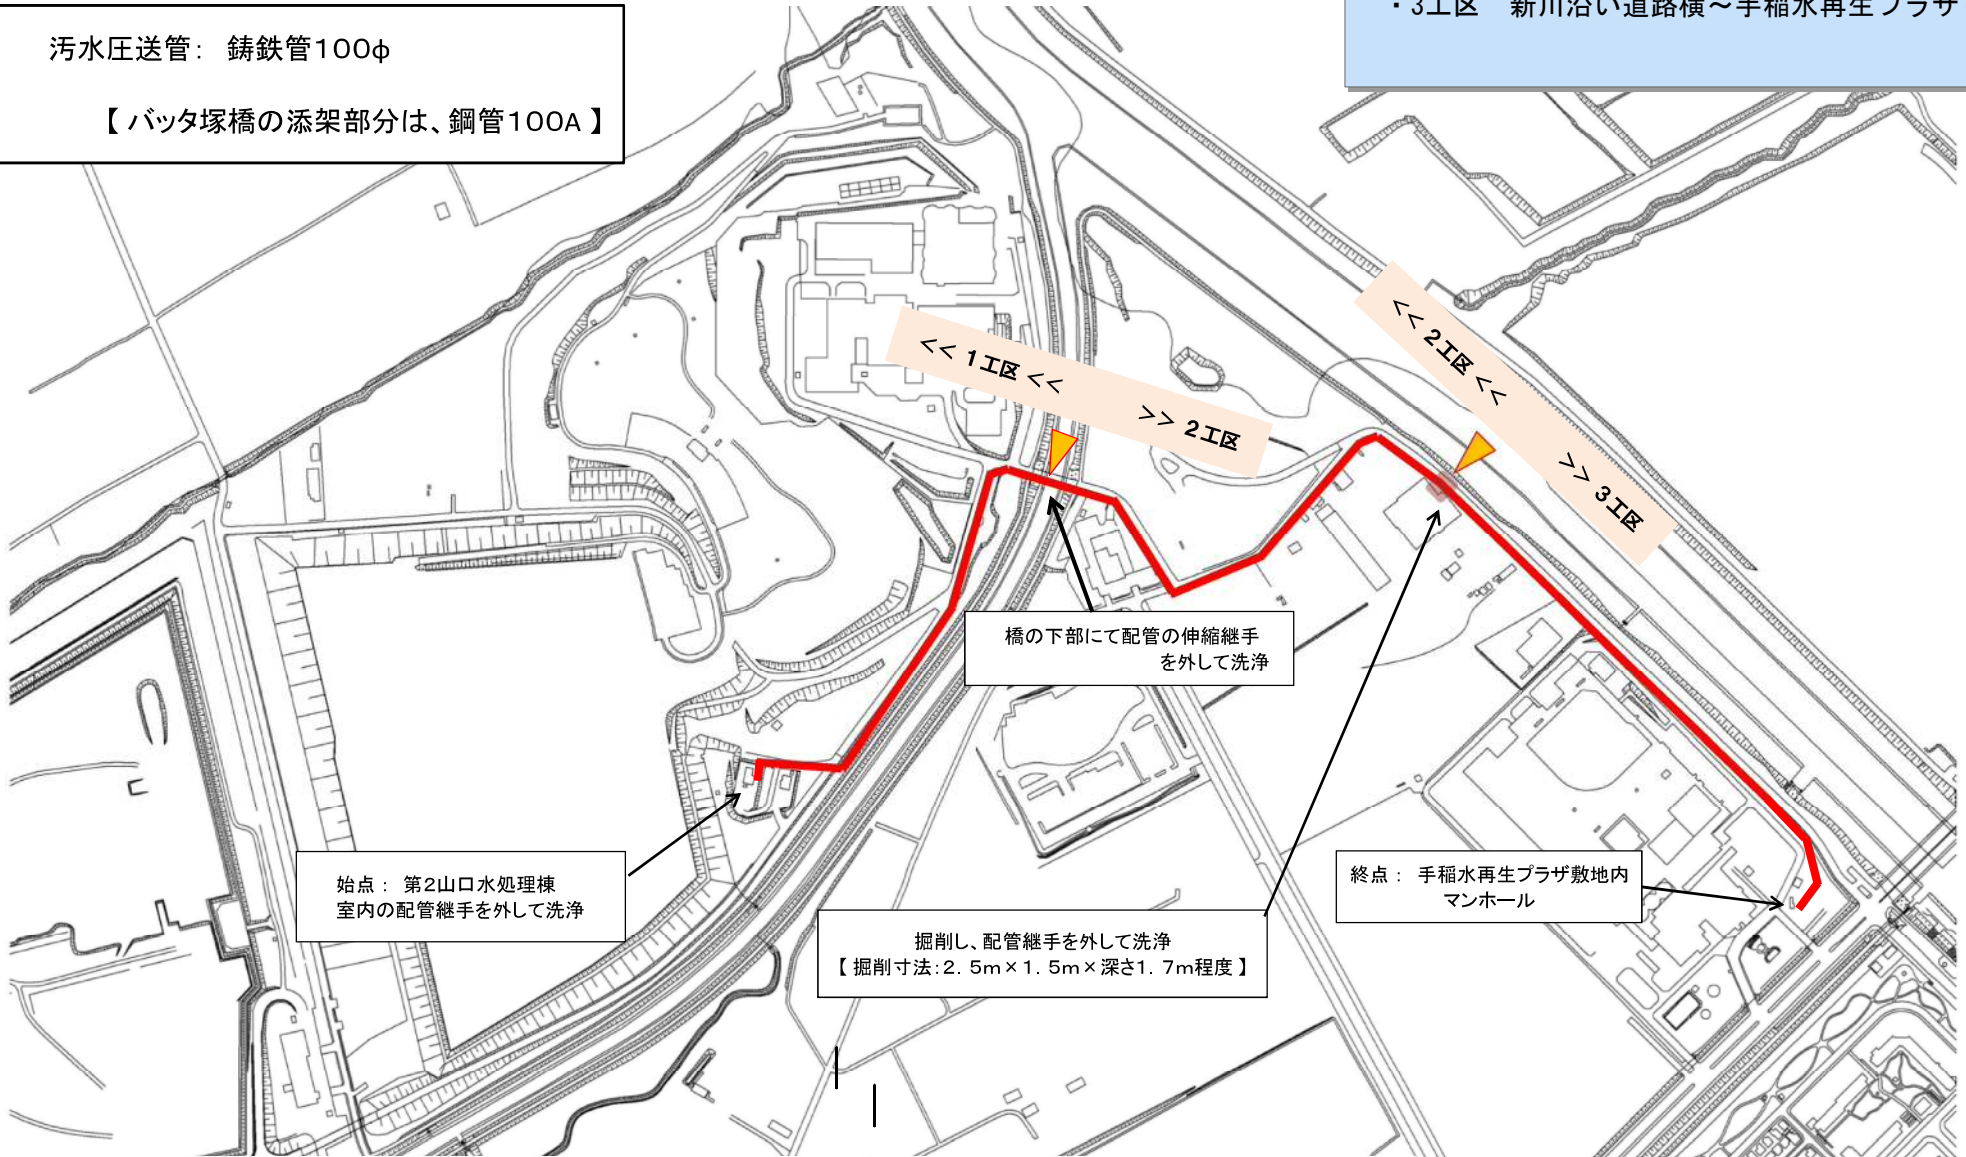 汚水圧送管： 鋳鉄管100φ
【 バッタ塚橋の添架部分は、鋼管100A 】
・3工区　新川沿い道路横～手稲水再生プラザ
<< 1工区 <<
>> 2工区
<< 2工区 <<
>> 3工区
橋の下部にて配管の伸縮継手
を外して洗浄
始点： 第2山口水処理棟
室内の配管継手を外して洗浄
掘削し、配管継手を外して洗浄
【 掘削寸法：2．5m×1．5m×深さ1．7m程度 】
終点： 手稲水再生プラザ敷地内
マンホール